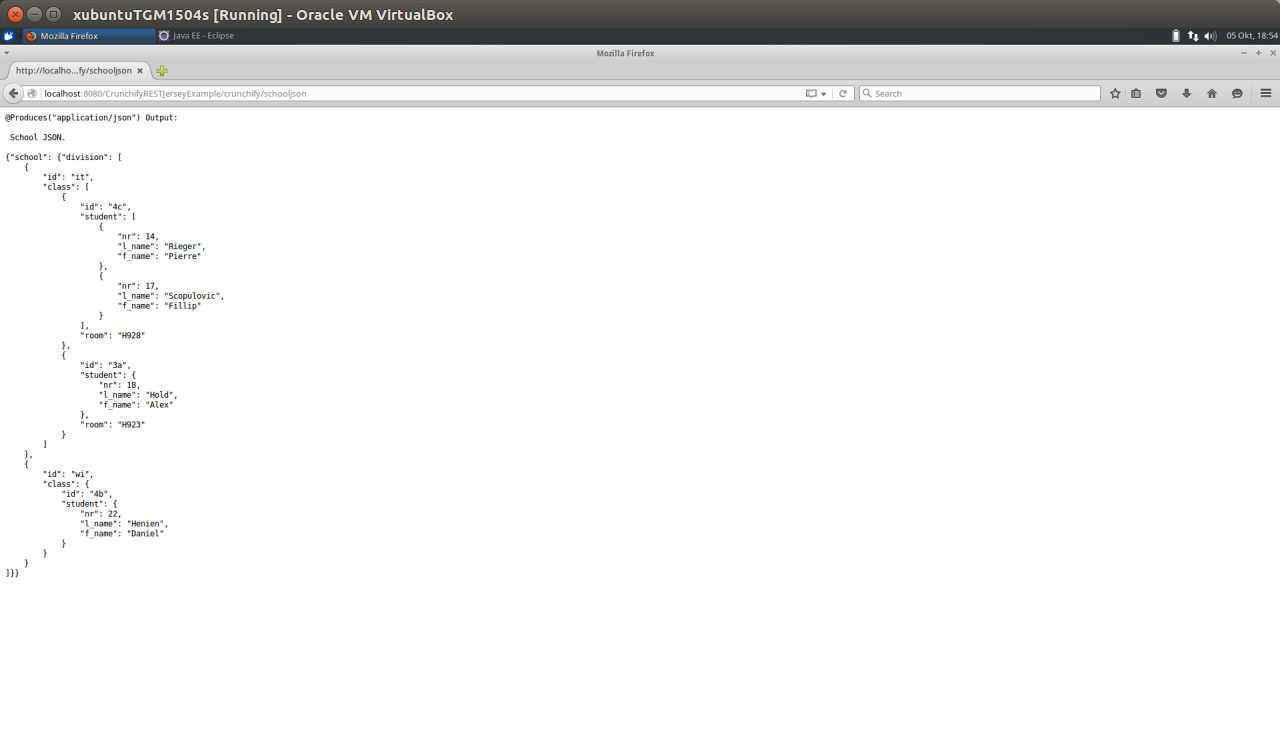 xubuntuTGM1504s [Running] - Oracle VM VirtualBox
Mozilla Firefox
Java EE - Eclipse
05 Okt, 18:54
Mozilla Firefox
http://localho...fy/schooljson
localhost:8080/CrunchifyRESTJerseyExample/crunchify/schooljson
Search
@Produces("application/json") Output:
School JSON.
{"school": {"division": [
    {
        "id": "it",
        "class": [
            {
                "id": "4c",
                "student": [
                    {
                        "nr": 14,
                        "l_name": "Rieger",
                        "f_name": "Pierre"
                    },
                    {
                        "nr": 17,
                        "l_name": "Scopulovic",
                        "f_name": "Fillip"
                    }
                ],
                "room": "H928"
            },
            {
                "id": "3a",
                "student": {
                    "nr": 18,
                    "l_name": "Hold",
                    "f_name": "Alex"
                },
                "room": "H923"
            }
        ]
    },
    {
        "id": "wi",
        "class": {
            "id": "4b",
            "student": {
                "nr": 22,
                "l_name": "Henien",
                "f_name": "Daniel"
            }
        }
    }
]}}